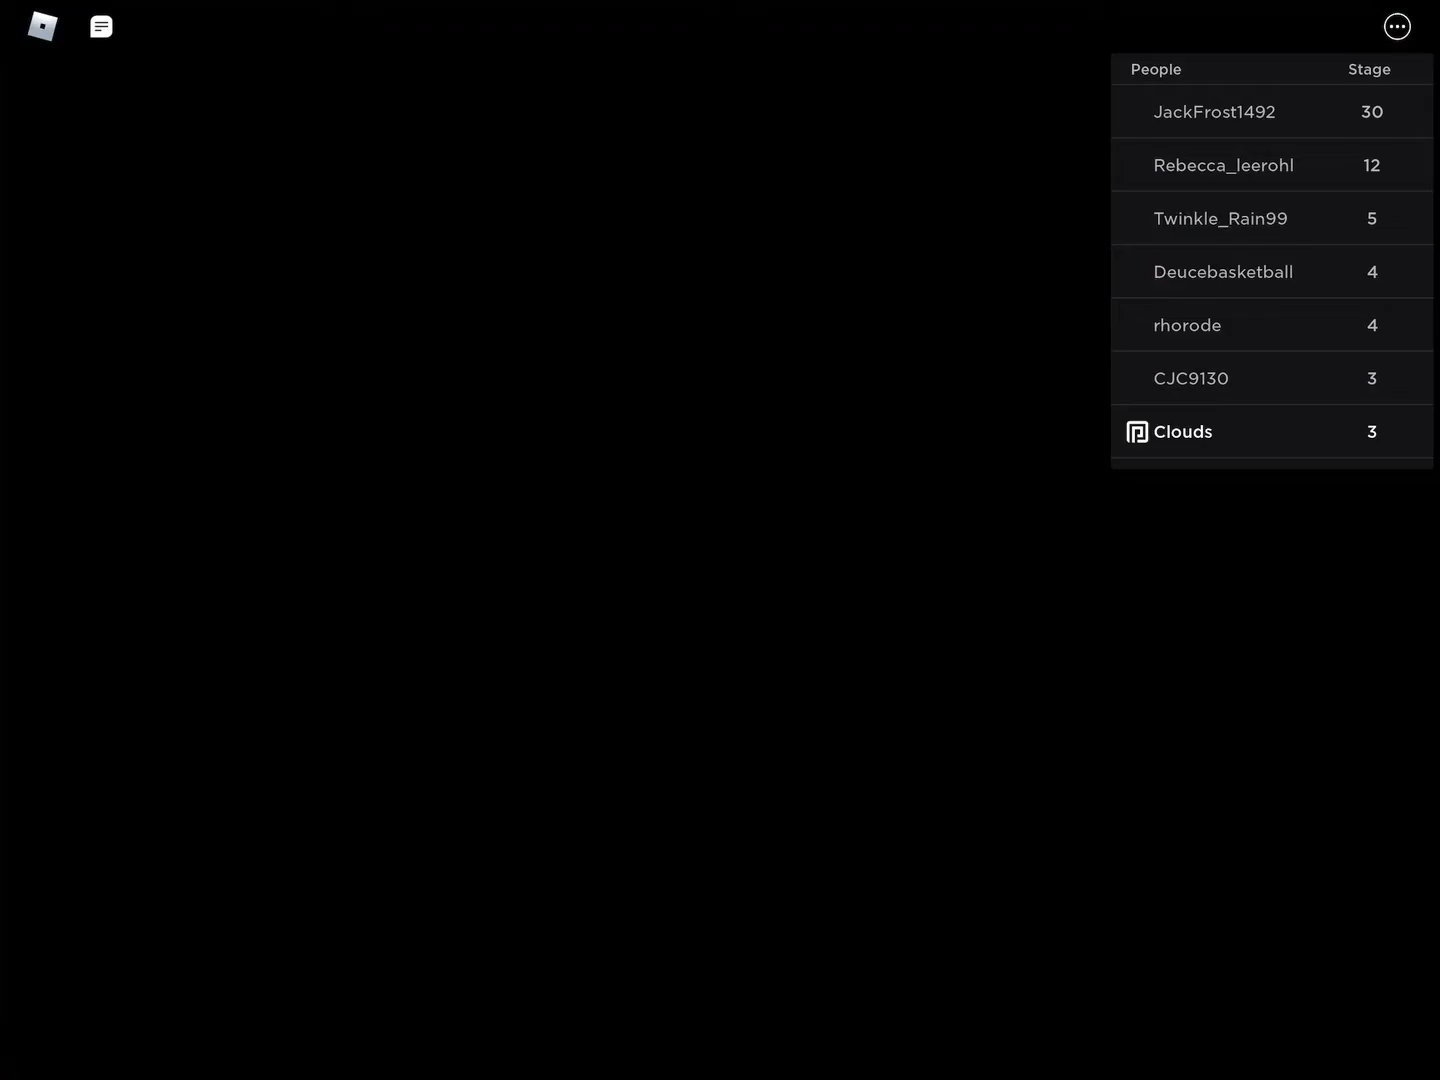 People Stage
JackFrost1492 30
Rebecca_leerohl 12
Twinkle_Rain99 5
Deucebasketball 4
rhorode 4
CJC9130 3
Clouds 3